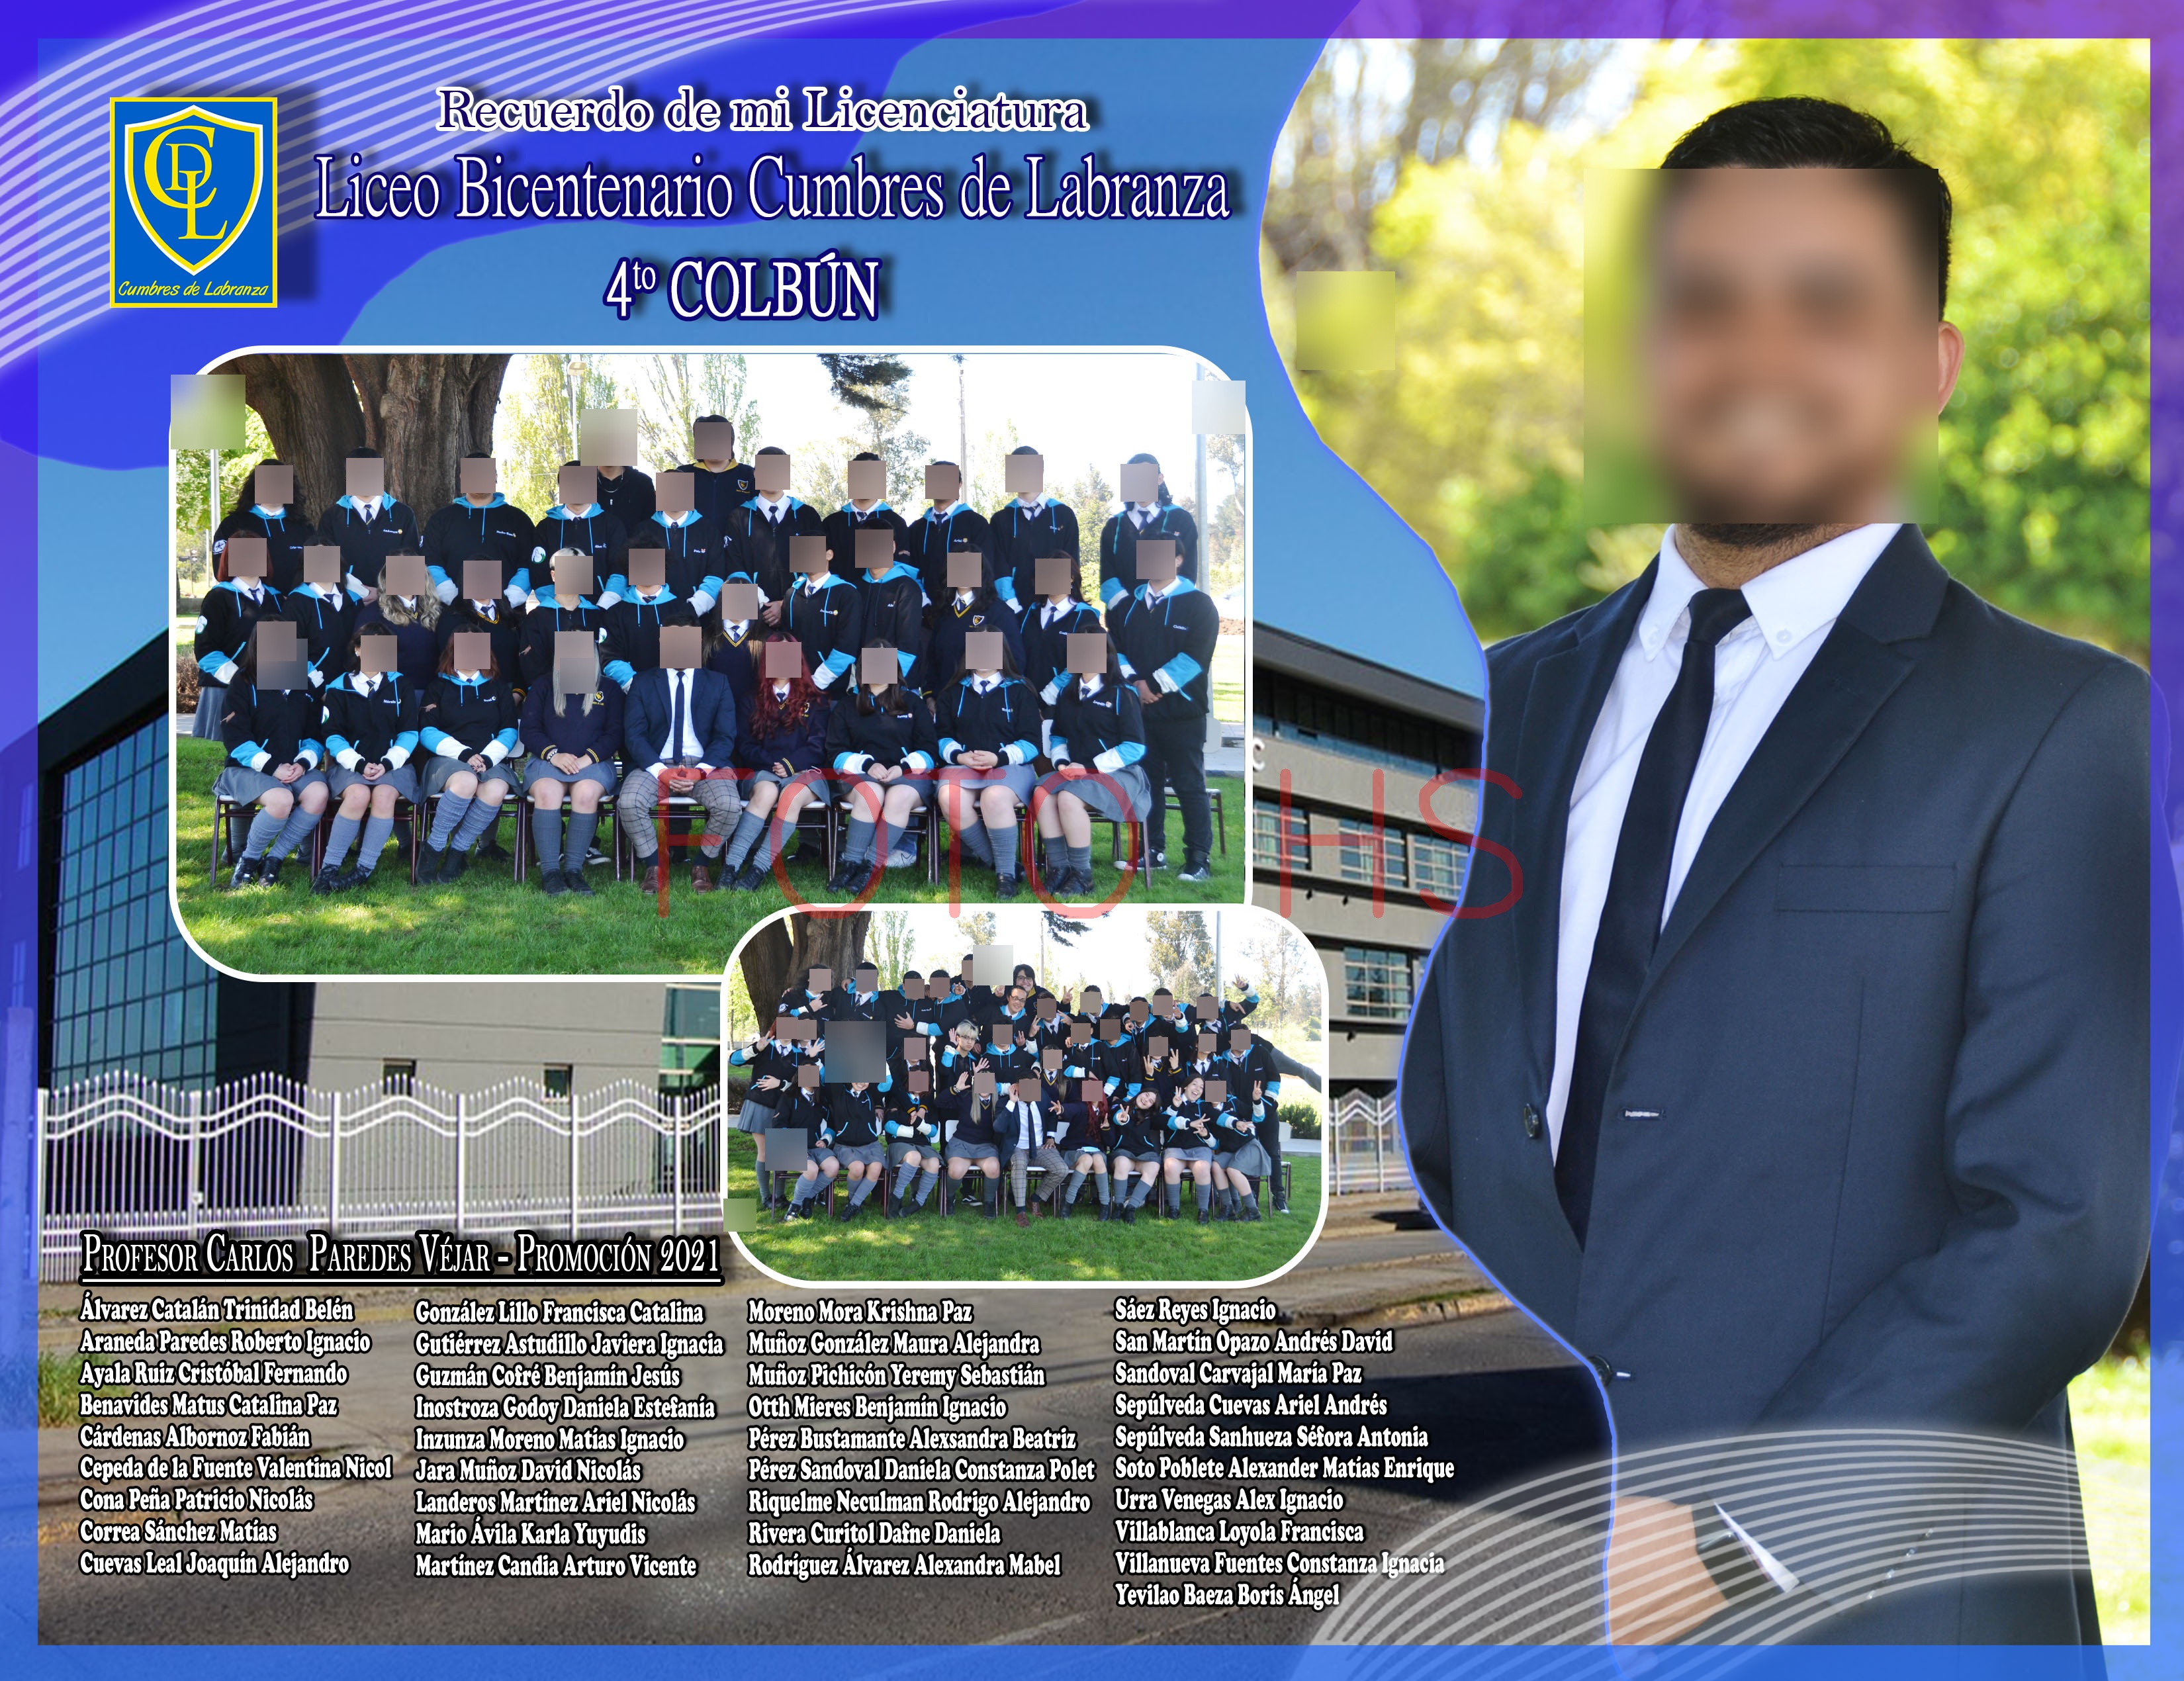 Recuerdo de mi Licenciatura
Liceo Bicentenario Cumbres de Labranza
4to COLBÚN
CDL
Cumbres de Labranza
FOTO HS
PROFESOR CARLOS PAREDES VÉJAR - PROMOCIÓN 2021
Álvarez Catalán Trinidad Belén
Araneda Paredes Roberto Ignacio
Ayala Ruiz Cristóbal Fernando
Benavides Matus Catalina Paz
Cárdenas Albornoz Fabián
Cepeda de la Fuente Valentina Nicol
Cona Peña Patricio Nicolás
Correa Sánchez Matías
Cuevas Leal Joaquín Alejandro
González Lillo Francisca Catalina
Gutiérrez Astudillo Javiera Ignacia
Guzmán Cofré Benjamín Jesús
Inostroza Godoy Daniela Estefanía
Inzunza Moreno Matías Ignacio
Jara Muñoz David Nicolás
Landeros Martínez Ariel Nicolás
Mario Ávila Karla Yuyudis
Martínez Candia Arturo Vicente
Moreno Mora Krishna Paz
Muñoz González Maura Alejandra
Muñoz Pichicón Yeremy Sebastián
Otth Mieres Benjamín Ignacio
Pérez Bustamante Alexsandra Beatriz
Pérez Sandoval Daniela Constanza Polet
Riquelme Neculman Rodrigo Alejandro
Rivera Curitol Dafne Daniela
Rodríguez Álvarez Alexandra Mabel
Sáez Reyes Ignacio
San Martín Opazo Andrés David
Sandoval Carvajal María Paz
Sepúlveda Cuevas Ariel Andrés
Sepúlveda Sanhueza Séfora Antonia
Soto Poblete Alexander Matías Enrique
Urra Venegas Alex Ignacio
Villablanca Loyola Francisca
Villanueva Fuentes Constanza Ignacia
Yevilao Baeza Boris Ángel